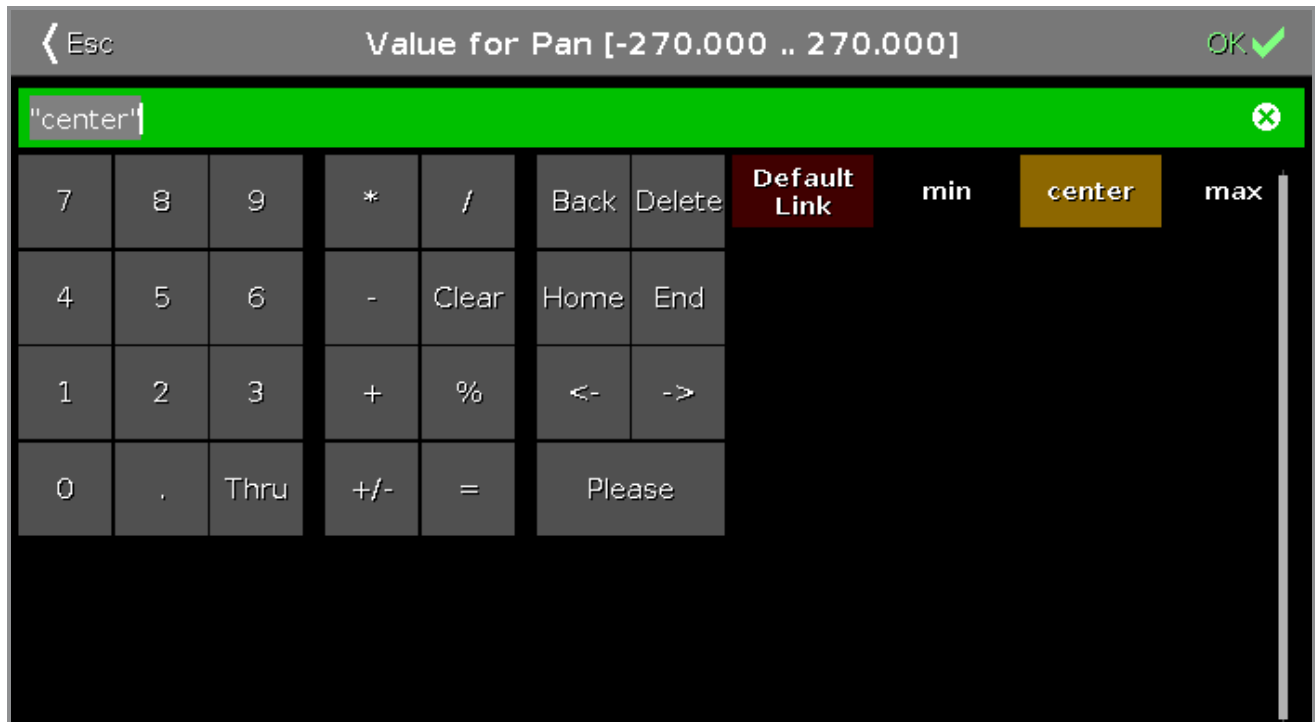 Esc Value for Pan [-270.000 .. 270.000] OK
"center"
7 8 9 * / Back Delete Default Link min center max
4 5 6 - Clear Home End
1 2 3 + % <- ->
0 . Thru +/- = Please